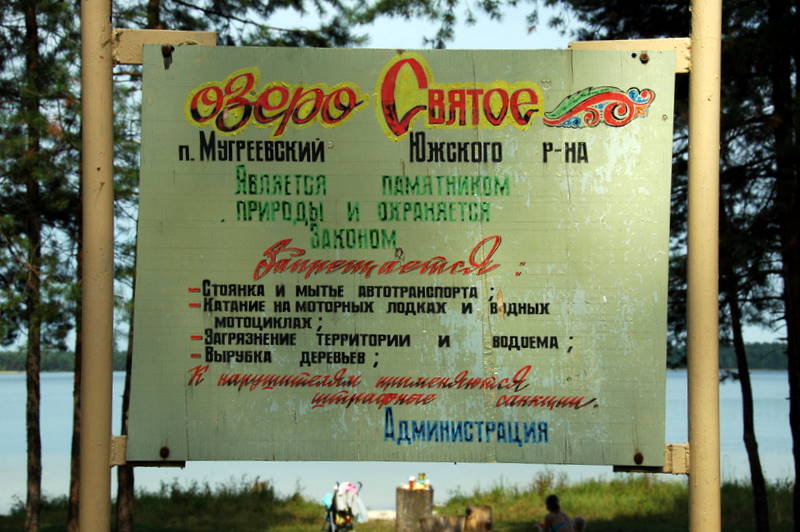 озеро Святое
п. Мугреевский Южского р-на
Является памятником
природы и охраняется
Законом
Запрещается:
- Стоянка и мытье автотранспорта;
- Катание на моторных лодках и водных
мотоциклах;
- Загрязнение территории и водоема;
- Вырубка деревьев;
К нарушителям применяются
штрафные санкции.
Администрация